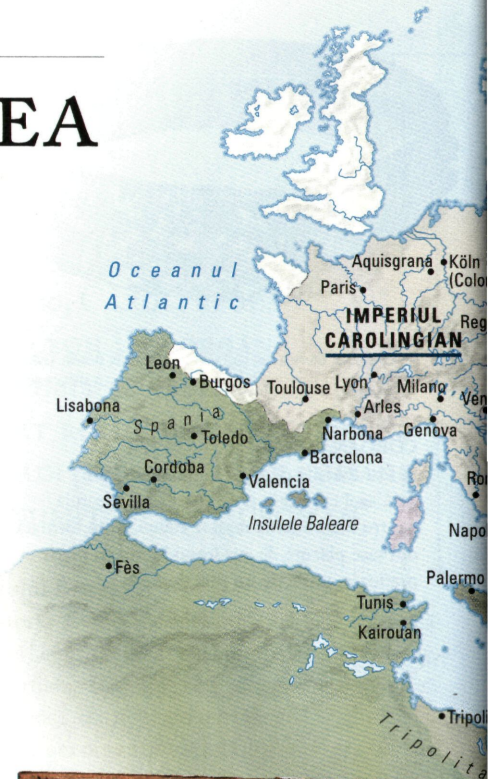 EA
Oceanul
Atlantic
Aquisgrana
Köln
Paris
IMPERIUL
CAROLINGIAN
Leon
Burgos
Toulouse
Lyon
Milano
Lisabona
Spania
Arles
Toledo
Narbona
Genova
Barcelona
Cordoba
Valencia
Sevilla
Insulele Baleare
Fès
Palermo
Tunis
Kairouan